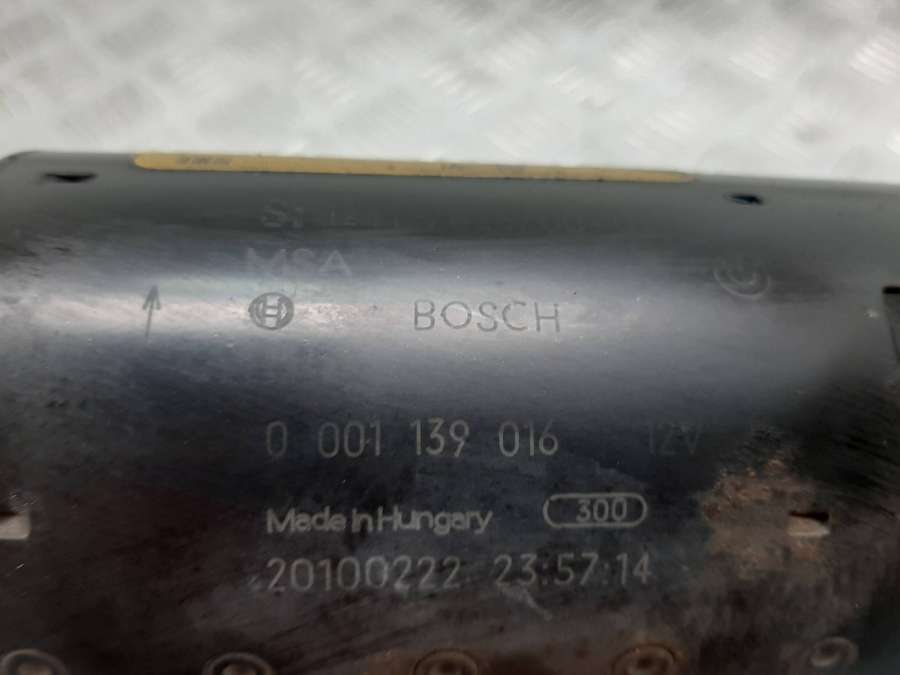 MSA
BOSCH
0 001 139 016 12V
Made in Hungary 300
20100222 23:57:14